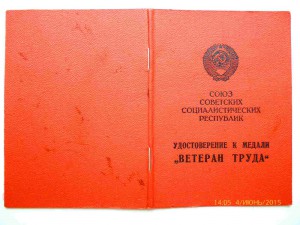 СОЮЗ
СОВЕТСКИХ
СОЦИАЛИСТИЧЕСКИХ
РЕСПУБЛИК
УДОСТОВЕРЕНИЕ К МЕДАЛИ
„ВЕТЕРАН ТРУДА“
14:05 4/ИЮНЬ/2015